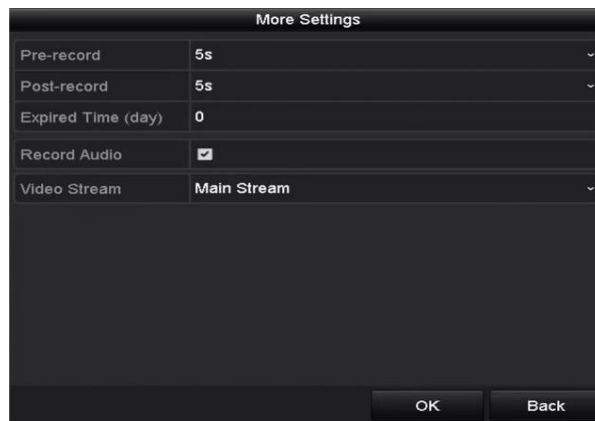 More Settings
Pre-record 5s
Post-record 5s
Expired Time (day) 0
Record Audio
Video Stream Main Stream
OK Back